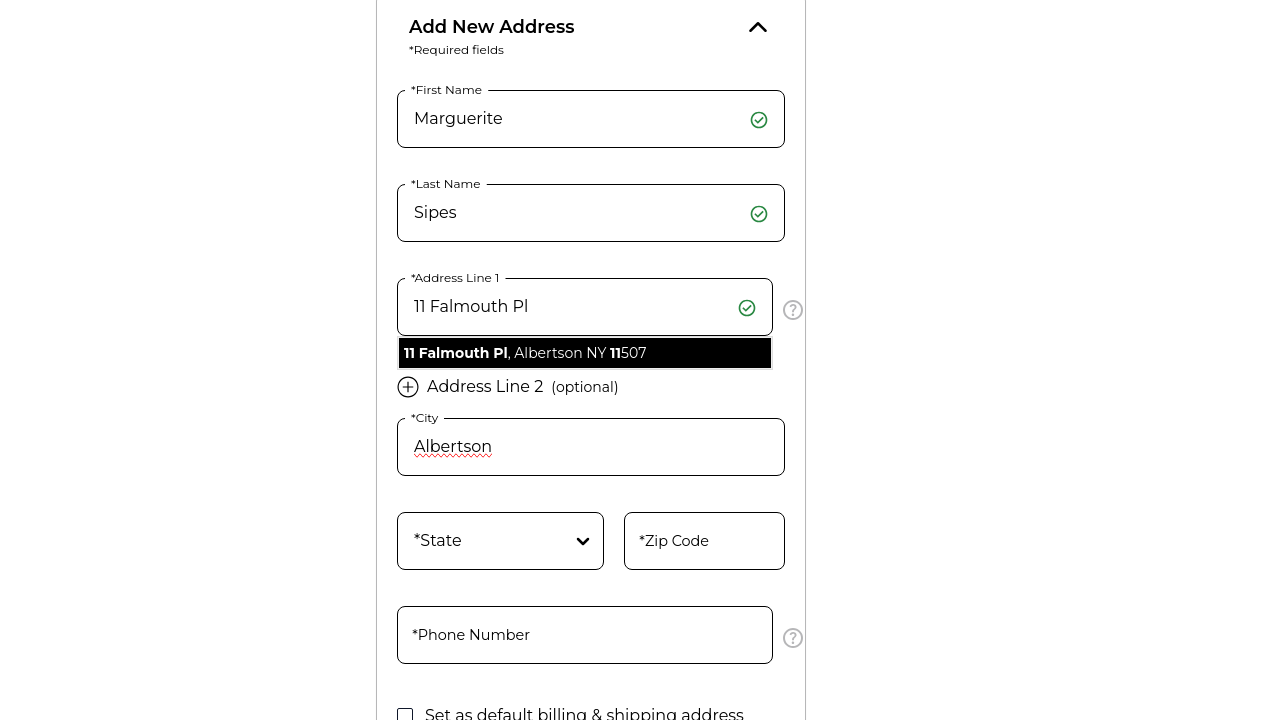 Add New Address
*Required fields
*First Name
Marguerite
*Last Name
Sipes
*Address Line 1
11 Falmouth Pl
11 Falmouth Pl, Albertson NY 11507
Address Line 2 (optional)
*City
Albertson
*State
*Zip Code
*Phone Number
Set as default billing & shipping address